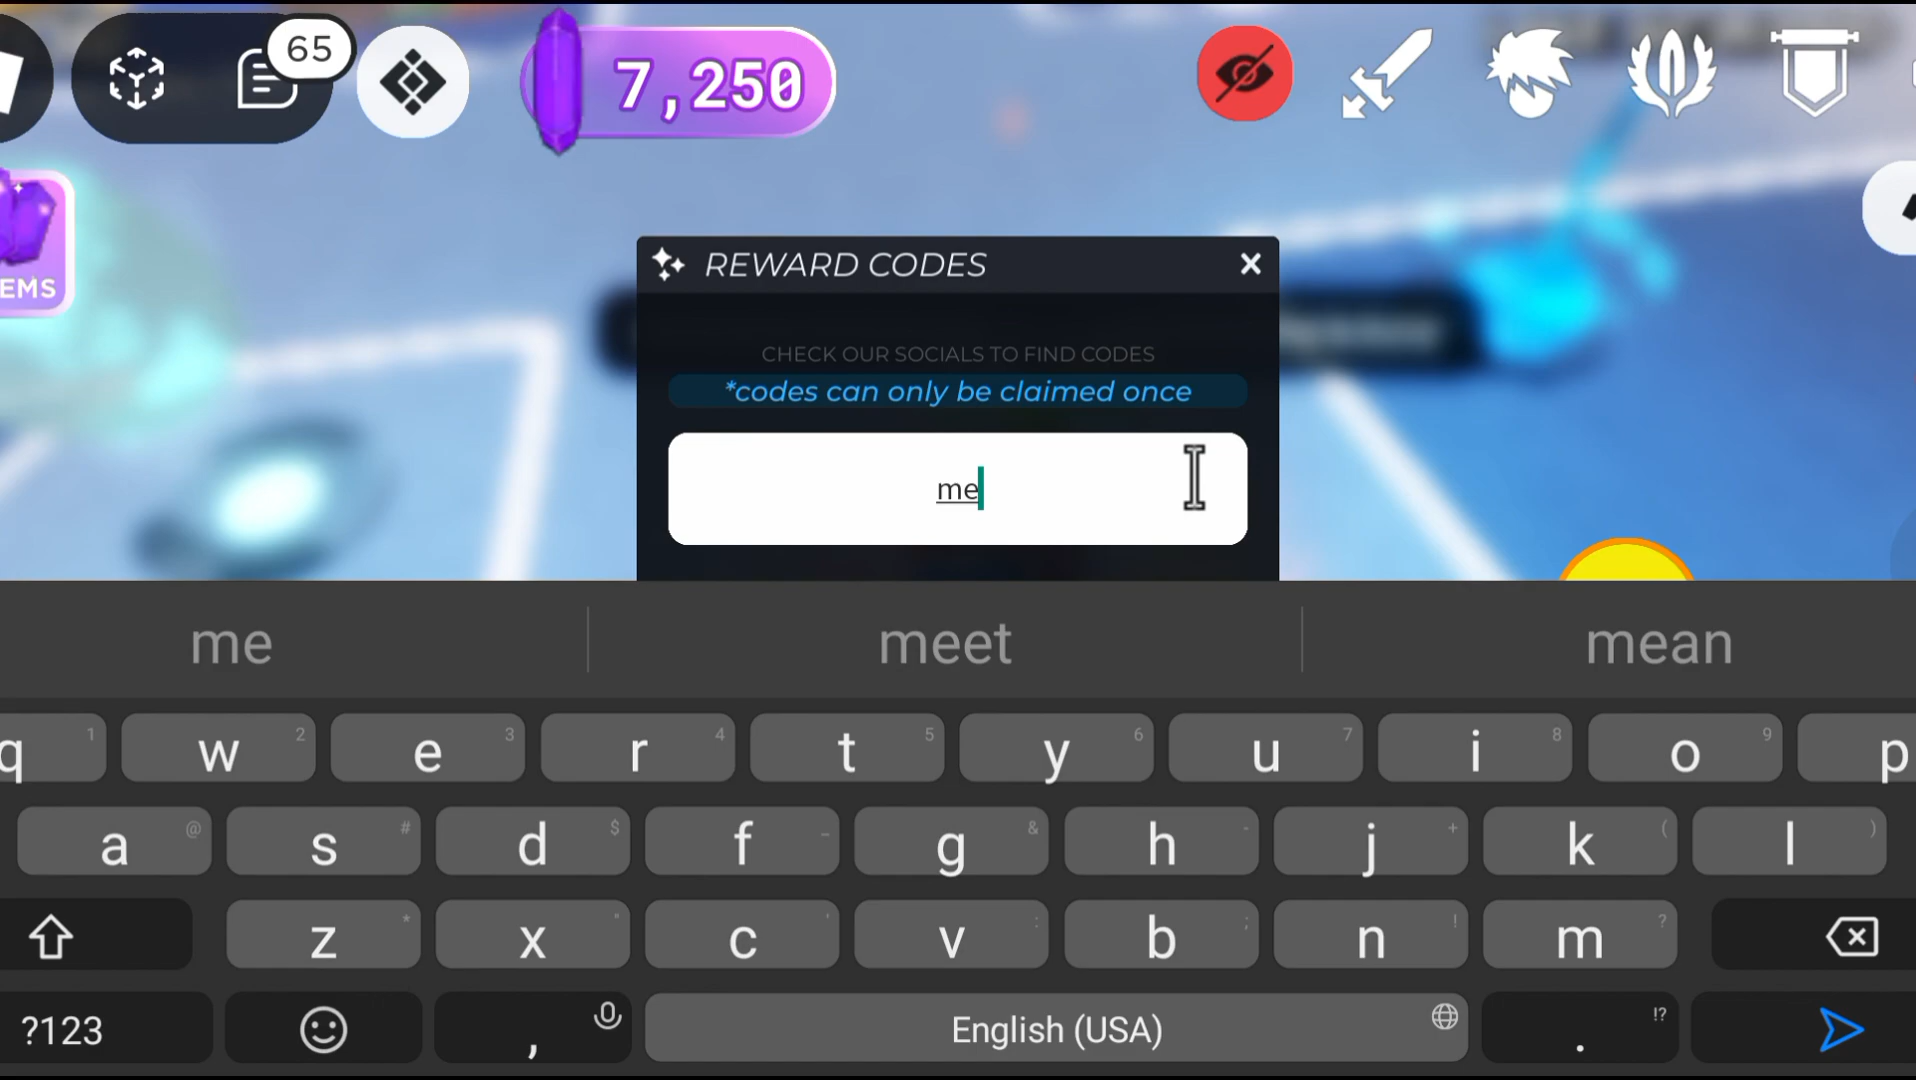 65
7,250
EMS
REWARD CODES
CHECK OUR SOCIALS TO FIND CODES
*codes can only be claimed once
me
me meet mean
q 1 w 2 e 3 r 4 t 5 y 6 u 7 i 8 o 9 p
a @ s # d $ f _ g & h - j + k ( l )
z * x " c ' v : b ; n ! m ?
?123 , English (USA) . !?